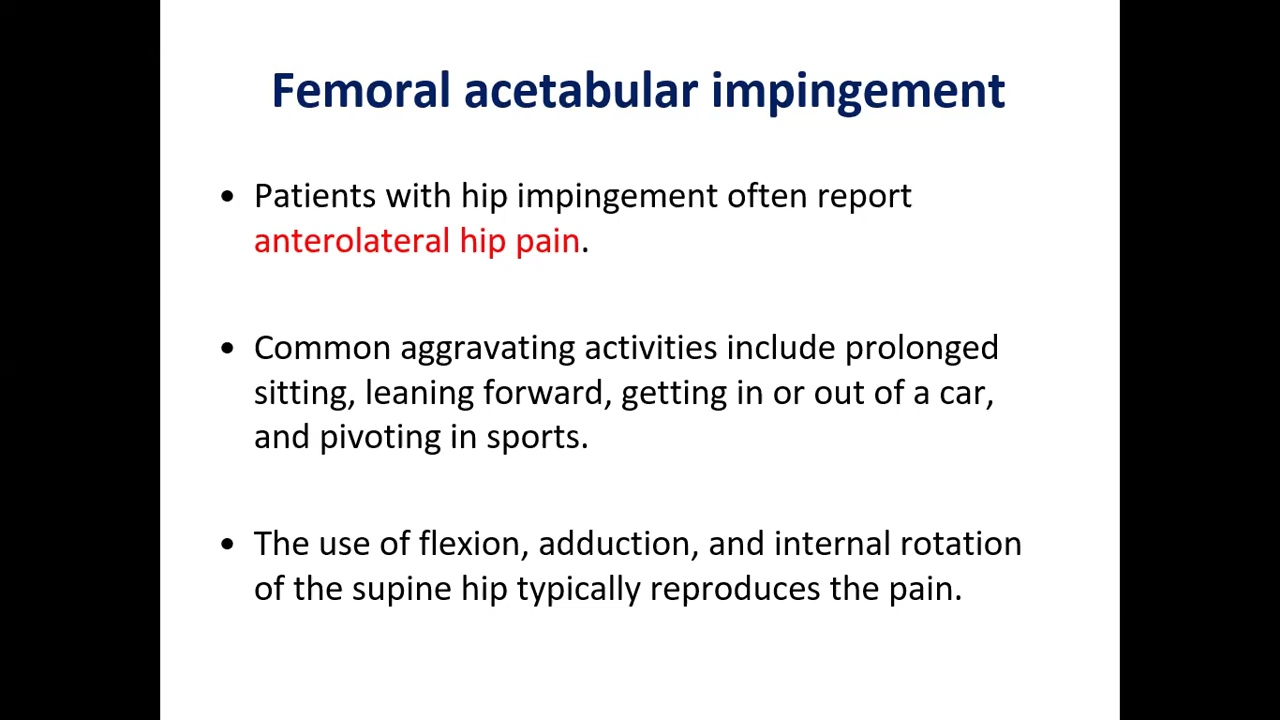 Femoral acetabular impingement
• Patients with hip impingement often report
anterolateral hip pain.
• Common aggravating activities include prolonged
sitting, leaning forward, getting in or out of a car,
and pivoting in sports.
• The use of flexion, adduction, and internal rotation
of the supine hip typically reproduces the pain.